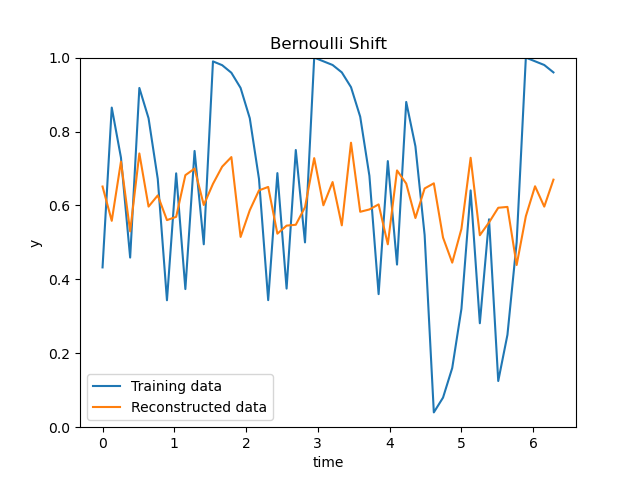 Bernoulli Shift
1.0
0.8
0.6
0.4
0.2
0.0
y
Training data
Reconstructed data
0 1 2 3 4 5 6
time